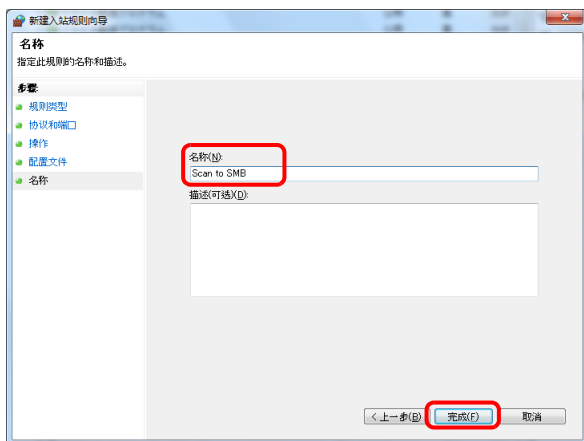 新建入站规则向导
名称
指定此规则的名称和描述。
步骤:
规则类型
协议和端口
操作
配置文件
名称
名称(N):
Scan to SMB
描述(可选)(D):
< 上一步(B)
完成(F)
取消